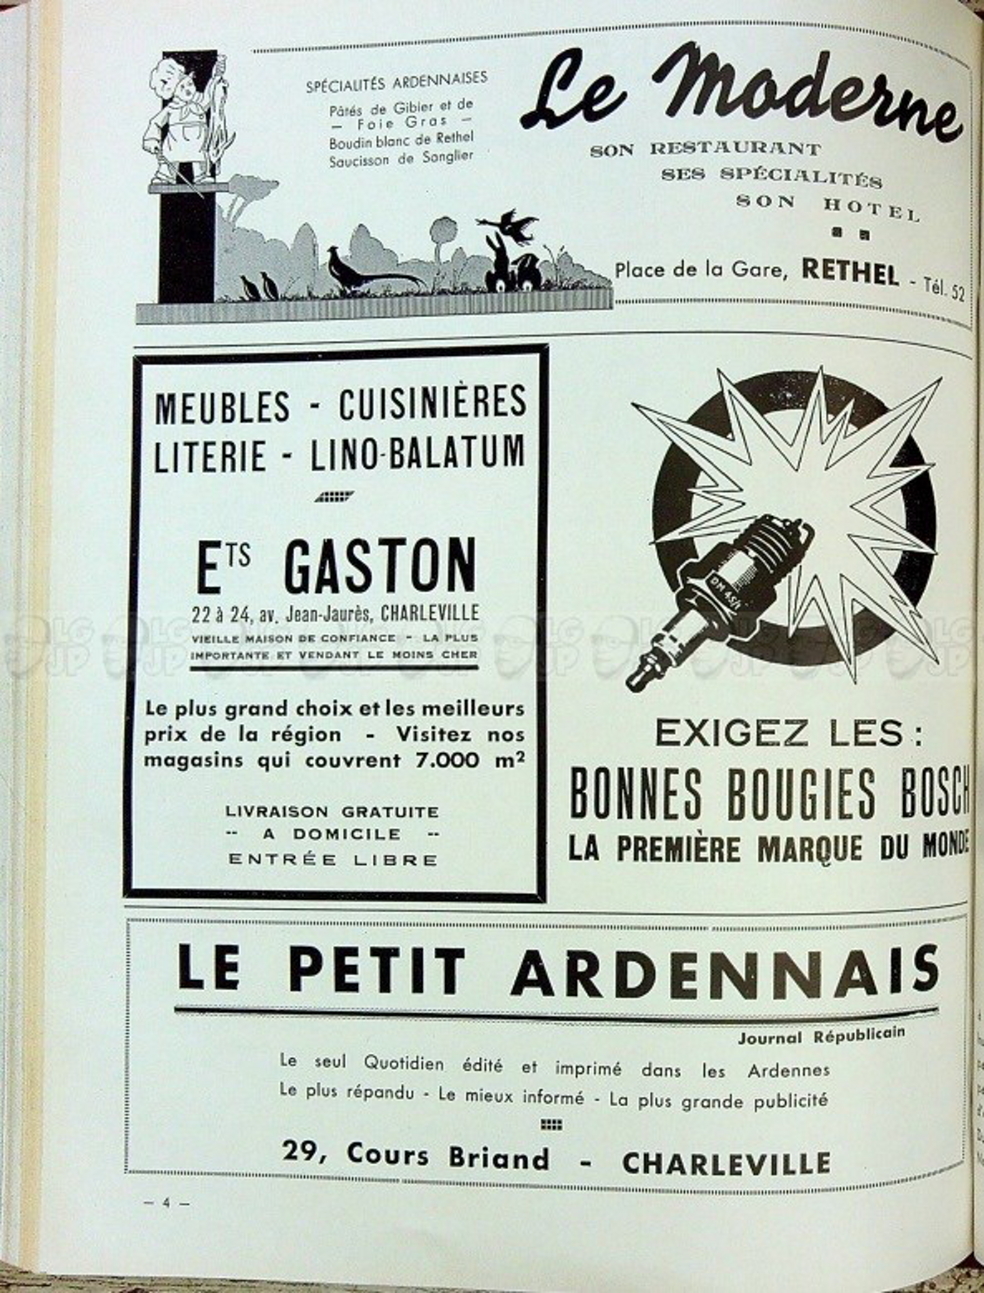 SPÉCIALITÉS ARDENNAISES
Pâtés de Gibier et de
— Foie Gras —
Boudin blanc de Rethel
Saucisson de Sanglier
Le Moderne
SON RESTAURANT
SES SPÉCIALITÉS
SON HOTEL
Place de la Gare, RETHEL - Tél. 52
MEUBLES - CUISINIÈRES
LITERIE - LINO-BALATUM
ETS GASTON
22 à 24, av. Jean-Jaurès, CHARLEVILLE
VIEILLE MAISON DE CONFIANCE - LA PLUS
IMPORTANTE ET VENDANT LE MOINS CHER
Le plus grand choix et les meilleurs
prix de la région - Visitez nos
magasins qui couvrent 7.000 m²
LIVRAISON GRATUITE
-- A DOMICILE --
ENTRÉE LIBRE
DM 45/1
EXIGEZ LES :
BONNES BOUGIES BOSCH
LA PREMIÈRE MARQUE DU MONDE
LE PETIT ARDENNAIS
Journal Républicain
Le seul Quotidien édité et imprimé dans les Ardennes
Le plus répandu - Le mieux informé - La plus grande publicité
29, Cours Briand - CHARLEVILLE
— 4 —